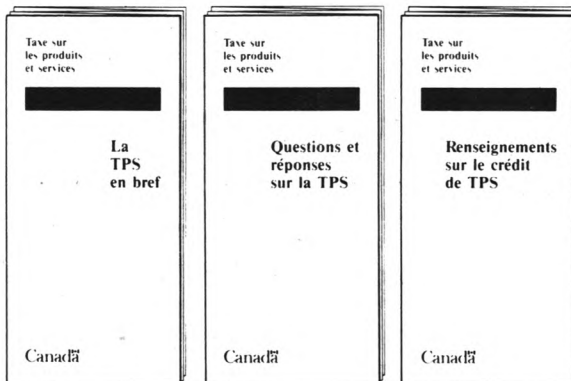 Taxe sur
les produits
et services
La
TPS
en bref
Canada
Taxe sur
les produits
et services
Questions et
réponses
sur la TPS
Canada
Taxe sur
les produits
et services
Renseignements
sur le crédit
de TPS
Canada